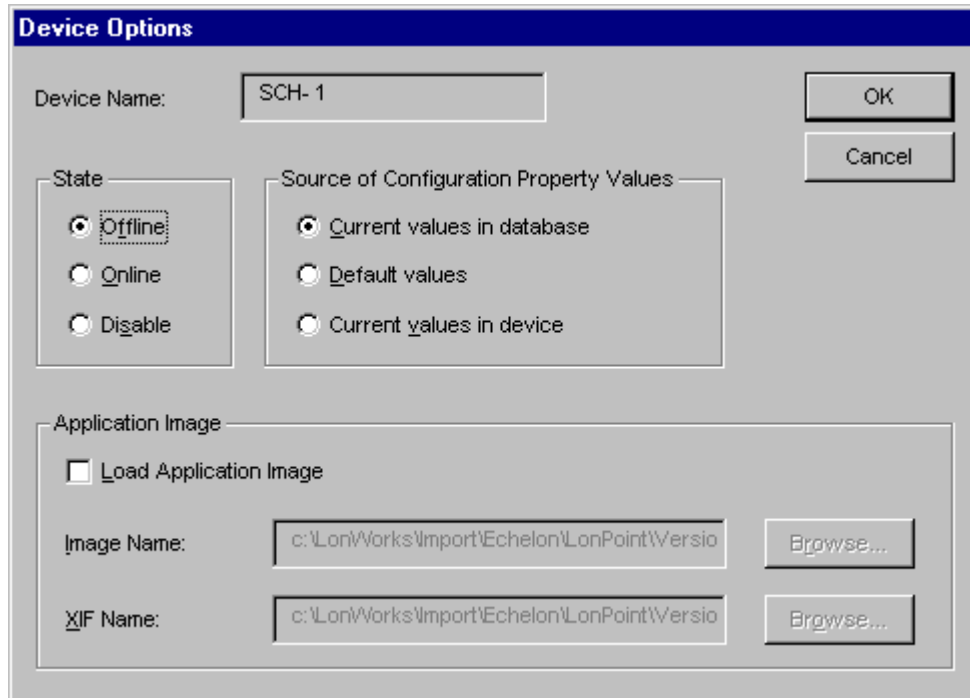 Device Options
Device Name: SCH- 1 OK
Cancel
State Source of Configuration Property Values
Offline Current values in database
Online Default values
Disable Current values in device
Application Image
Load Application Image
Image Name: c:\LonWorks\Import\Echelon\LonPoint\Versio Browse...
XIF Name: c:\LonWorks\Import\Echelon\LonPoint\Versio Browse...